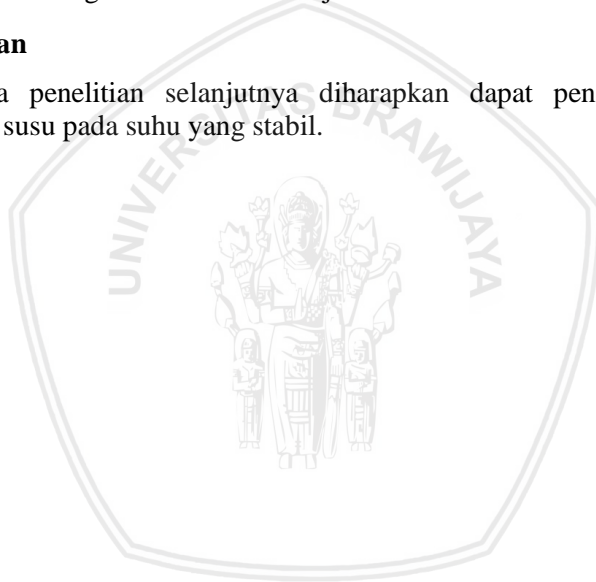 an
a penelitian selanjutnya diharapkan dapat pen
susu pada suhu yang stabil.
UNIVERSITAS BRAWIJAYA